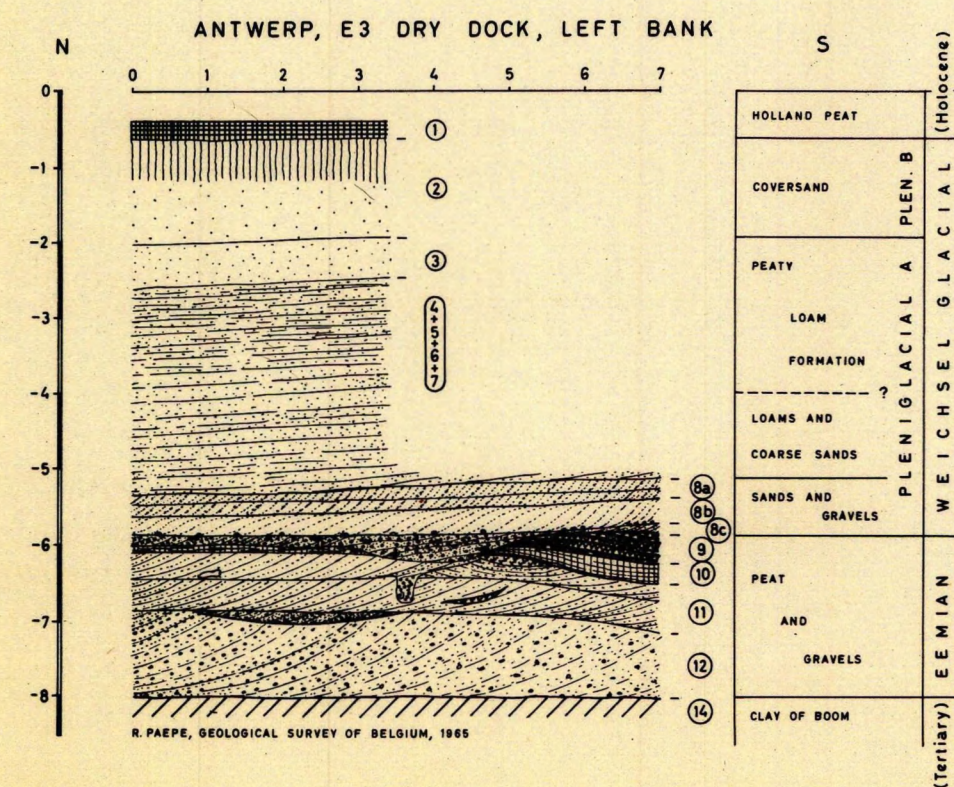 ANTWERP, E3 DRY DOCK, LEFT BANK
N
S
0 1 2 3 4 5 6 7
0
-1
-2
-3
-4
-5
-6
-7
-8
1
2
3
4+5+6+7
8a
8b
8c
9
10
11
12
14
HOLLAND PEAT
COVERSAND
PEATY
LOAM
FORMATION
?
LOAMS AND
COARSE SANDS
SANDS AND
GRAVELS
PEAT
AND
GRAVELS
CLAY OF BOOM
PLEN. B
PLENIGLACIAL A
(Holocene)
WEICHSEL GLACIAL
EEMIAN
(Tertiary)
R. PAEPE, GEOLOGICAL SURVEY OF BELGIUM, 1965